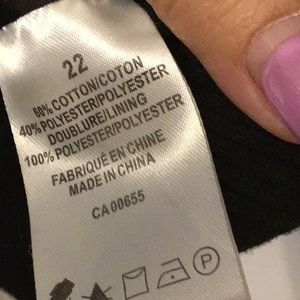 22
60% COTTON/COTON
40% POLYESTER/POLYESTER
DOUBLURE/LINING
100% POLYESTER/POLYESTER
FABRIQUÉ EN CHINE
MADE IN CHINA
CA00655
P